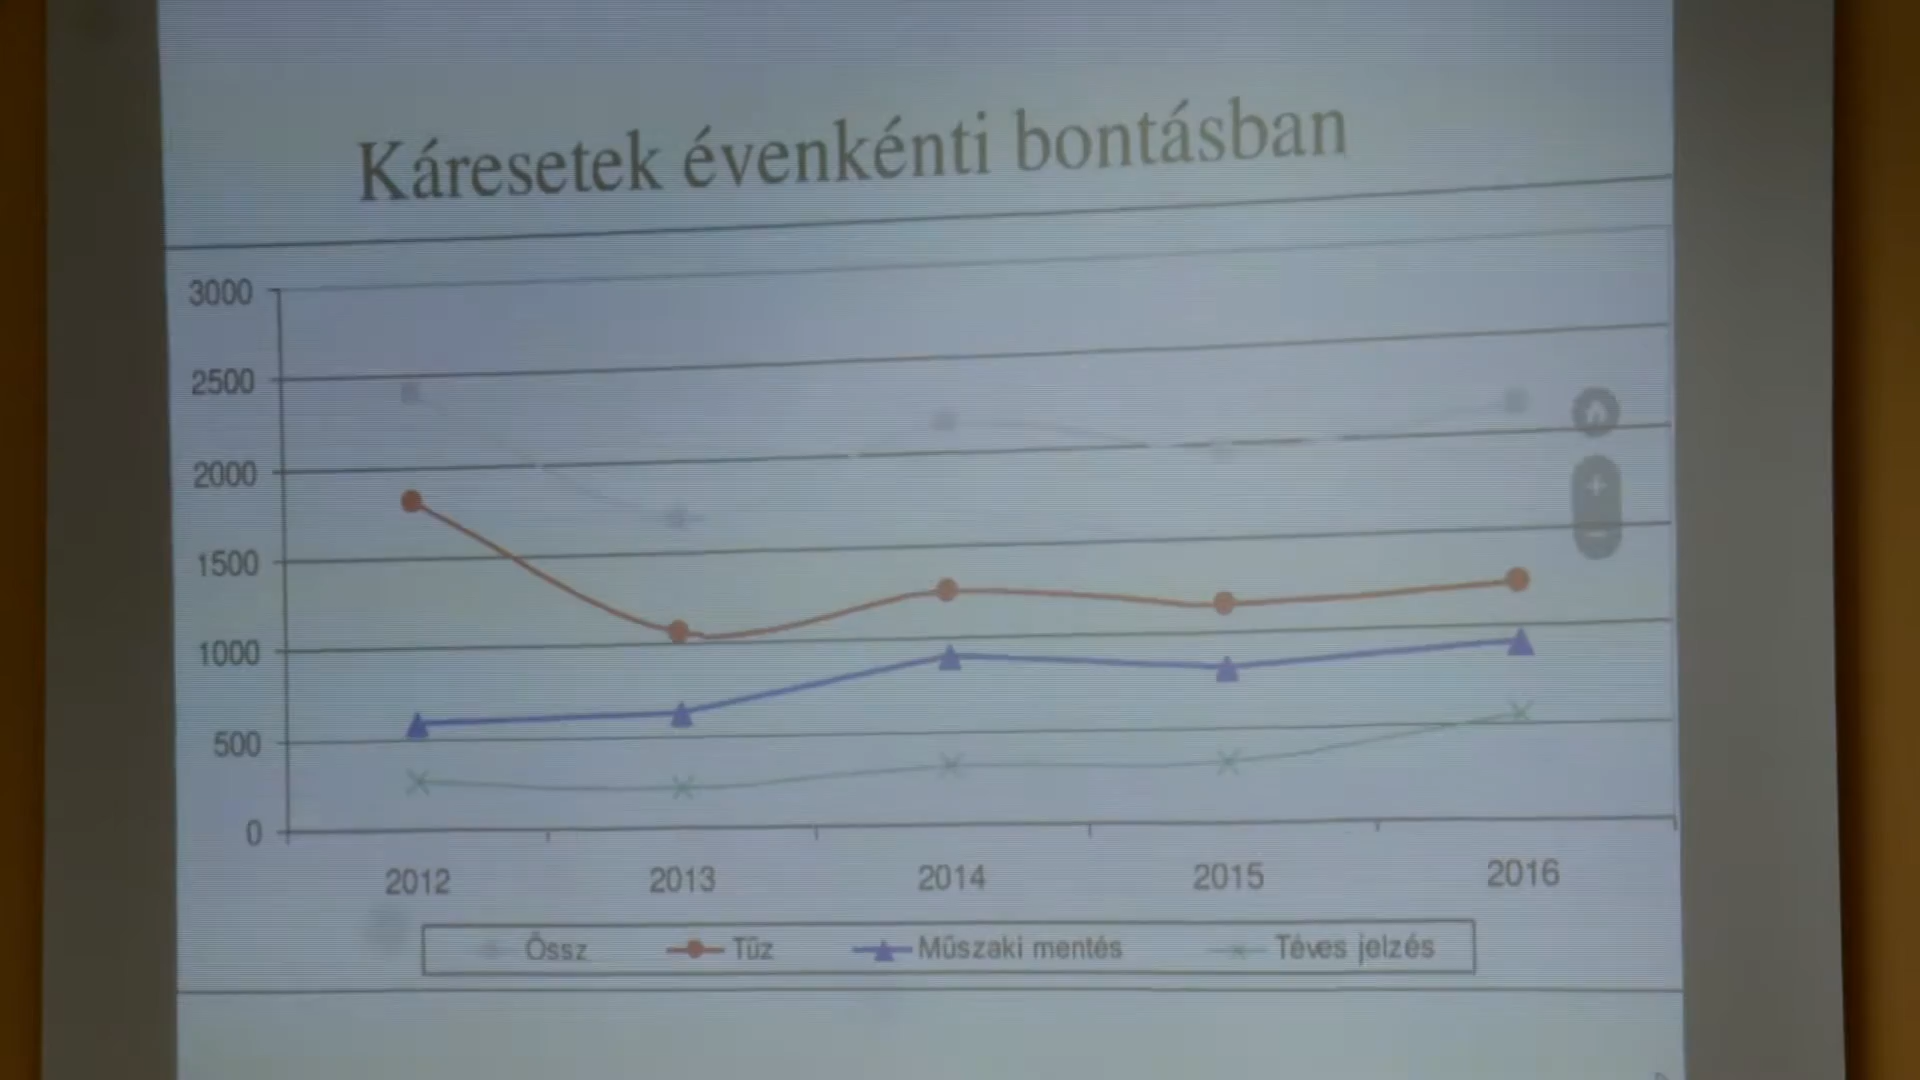 Káresetek évenkénti bontásban
3000
2500
2000
1500
1000
500
0
2012 2013 2014 2015 2016
Össz Tűz Műszaki mentés Téves jelzés